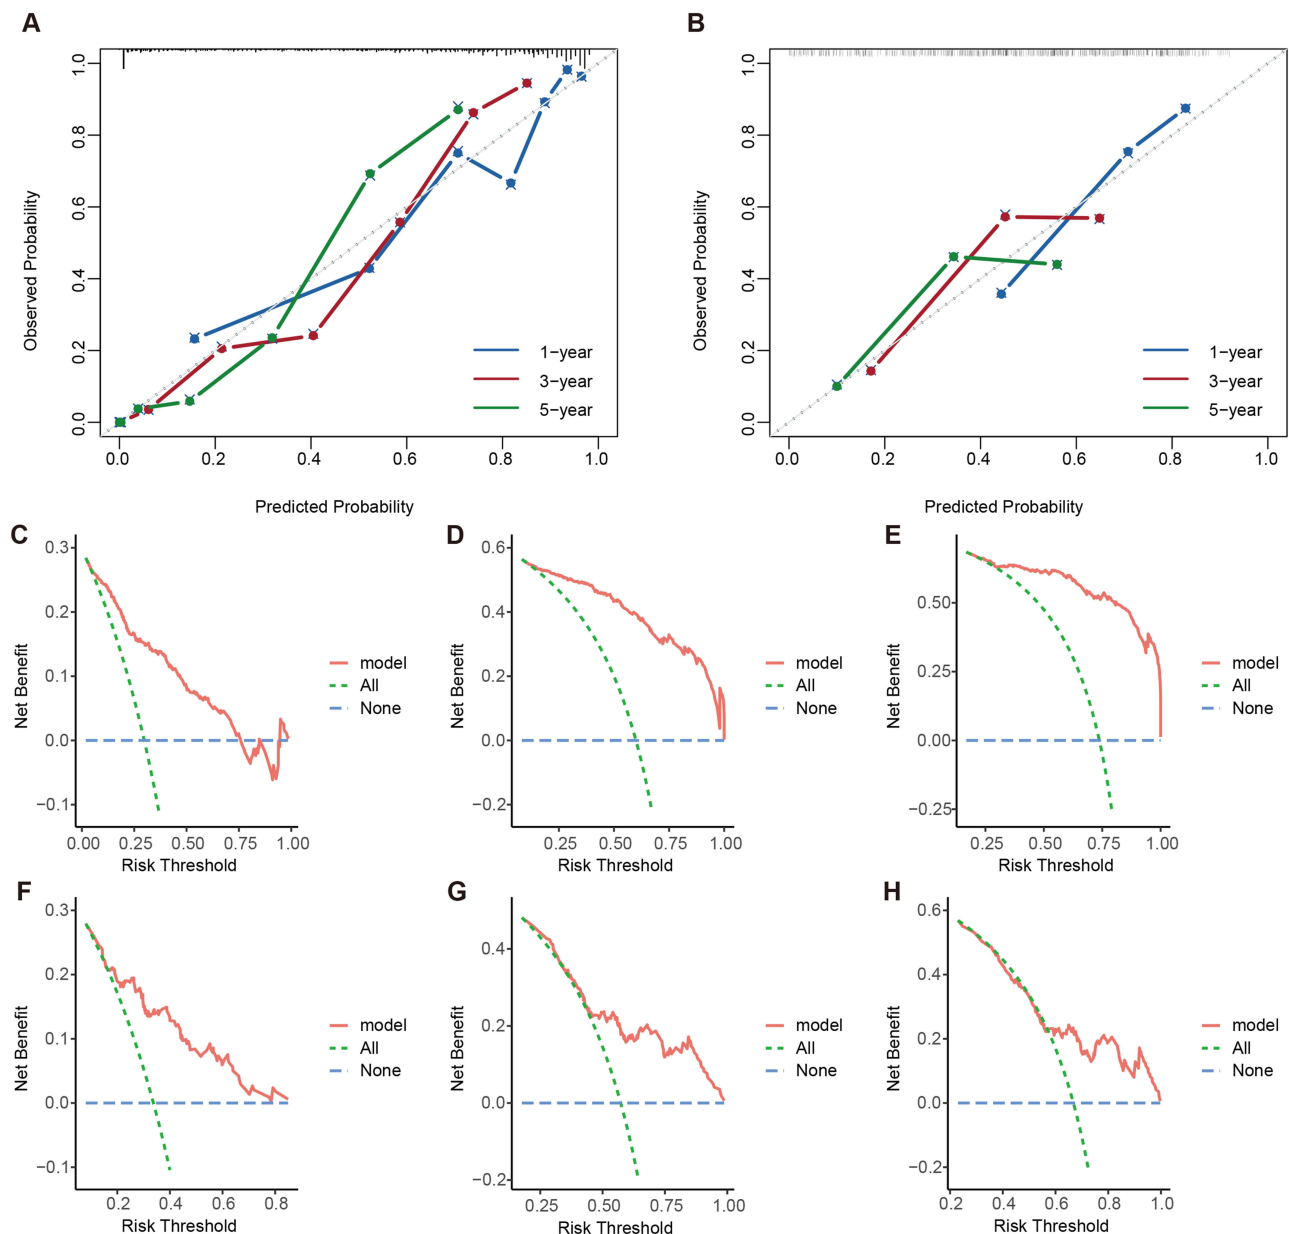 A
B
1.0
0.8
0.6
0.4
0.2
0.0
Observed Probability
1−year
3−year
5−year
0.0 0.2 0.4 0.6 0.8 1.0
Predicted Probability
1.0
0.8
0.6
0.4
0.2
0.0
Observed Probability
1−year
3−year
5−year
0.0 0.2 0.4 0.6 0.8 1.0
Predicted Probability
C
0.3
0.2
0.1
0.0
−0.1
Net Benefit
model
All
None
0.00 0.25 0.50 0.75 1.00
Risk Threshold
D
0.6
0.4
0.2
0.0
−0.2
Net Benefit
model
All
None
0.25 0.50 0.75 1.00
Risk Threshold
E
0.50
0.25
0.00
−0.25
Net Benefit
model
All
None
0.25 0.50 0.75 1.00
Risk Threshold
F
0.3
0.2
0.1
0.0
−0.1
Net Benefit
model
All
None
0.2 0.4 0.6 0.8
Risk Threshold
G
0.4
0.2
0.0
−0.2
Net Benefit
model
All
None
0.25 0.50 0.75 1.00
Risk Threshold
H
0.6
0.4
0.2
0.0
−0.2
Net Benefit
model
All
None
0.2 0.4 0.6 0.8 1.0
Risk Threshold